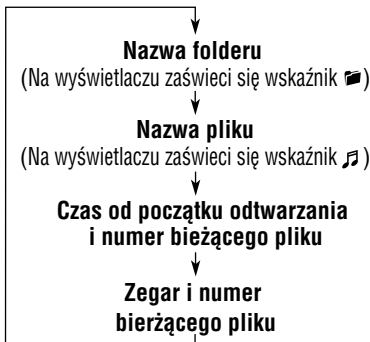 Nazwa folderu
(Na wyświetlaczu zaświeci się wskaźnik )
Nazwa pliku
(Na wyświetlaczu zaświeci się wskaźnik )
Czas od początku odtwarzania
i numer bieżącego pliku
Zegar i numer
bierżącego pliku